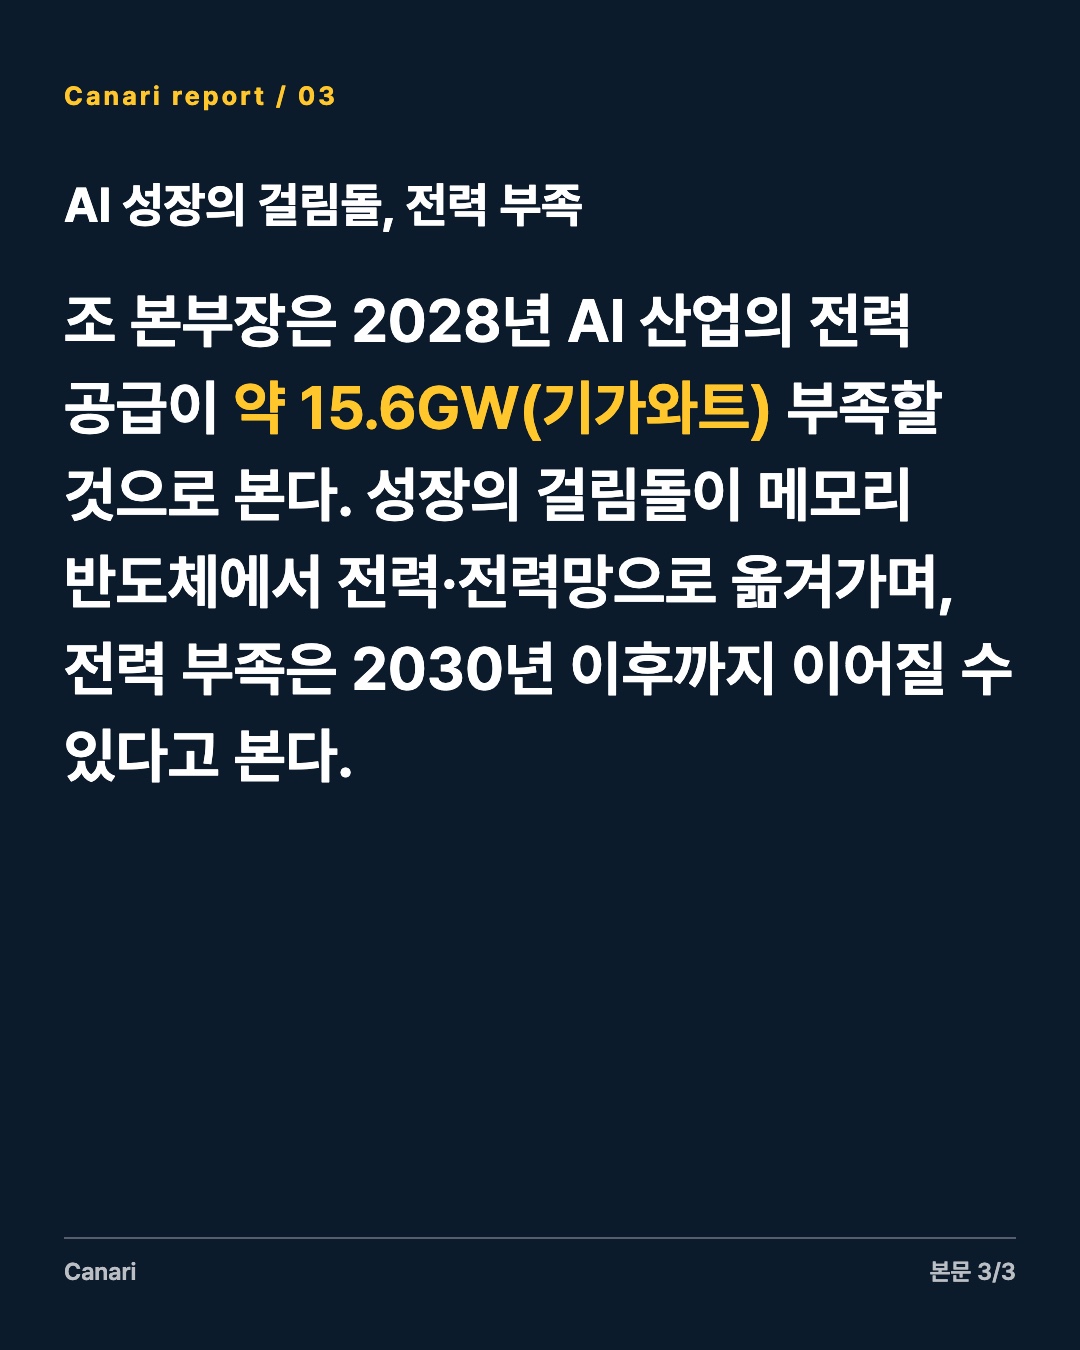 Canari report / 03
AI 성장의 걸림돌, 전력 부족
조 본부장은 2028년 AI 산업의 전력
공급이 약 15.6GW(기가와트) 부족할
것으로 본다. 성장의 걸림돌이 메모리
반도체에서 전력·전력망으로 옮겨가며,
전력 부족은 2030년 이후까지 이어질 수
있다고 본다.
Canari
본문 3/3